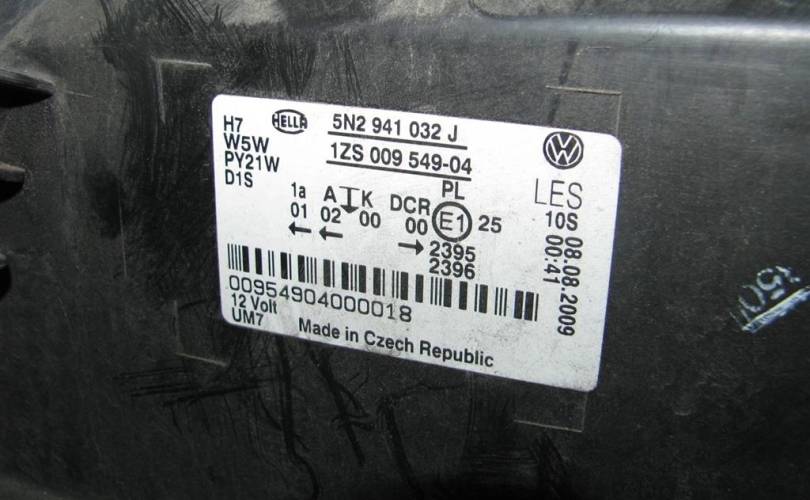 H7
W5W
PY21W
D1S
HELLA
5N2 941 032 J
1ZS 009 549-04
PL
LES
10S
1a A K DCR
01 02 00 00 E1 25
2395
2396
08.08.2009
00:41
00954904000018
12 Volt
UM7
Made in Czech Republic